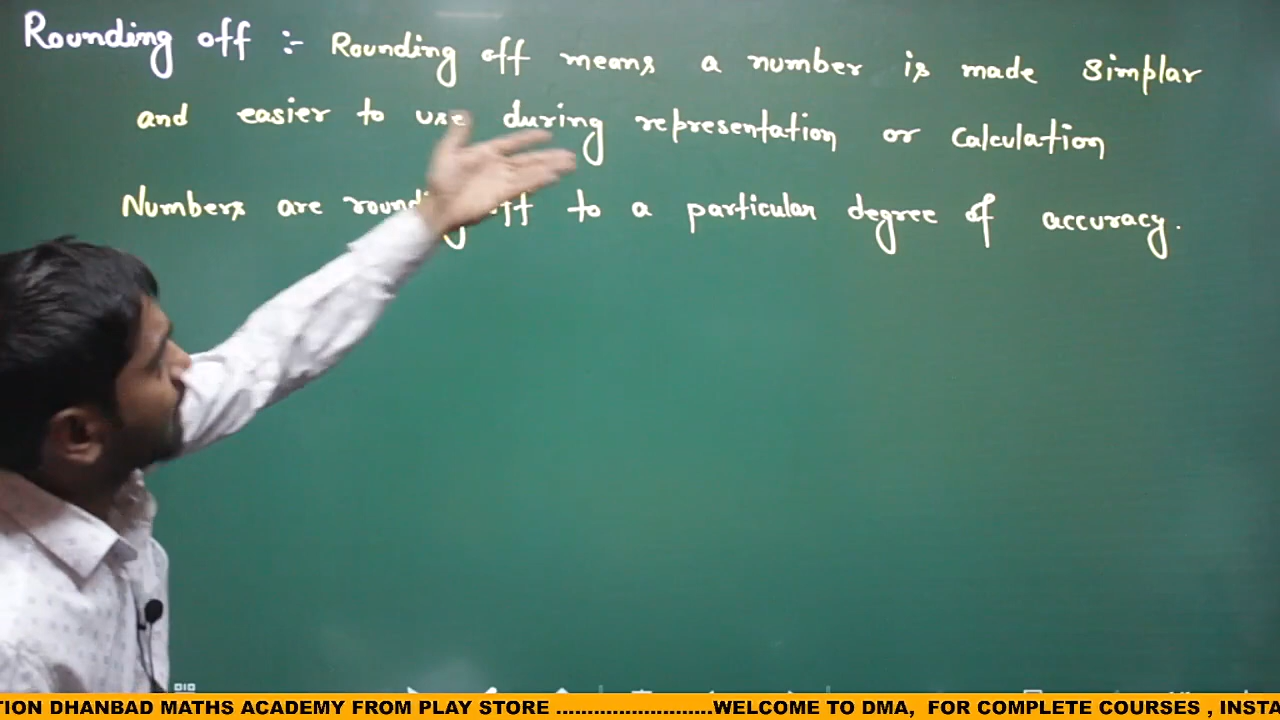 Rounding off :- Rounding off means a number is made Simplar
and easier to use during representation or calculation
Numbers are rounding off to a particular degree of accuracy.
TION DHANBAD MATHS ACADEMY FROM PLAY STORE .........................WELCOME TO DMA, FOR COMPLETE COURSES , INSTA